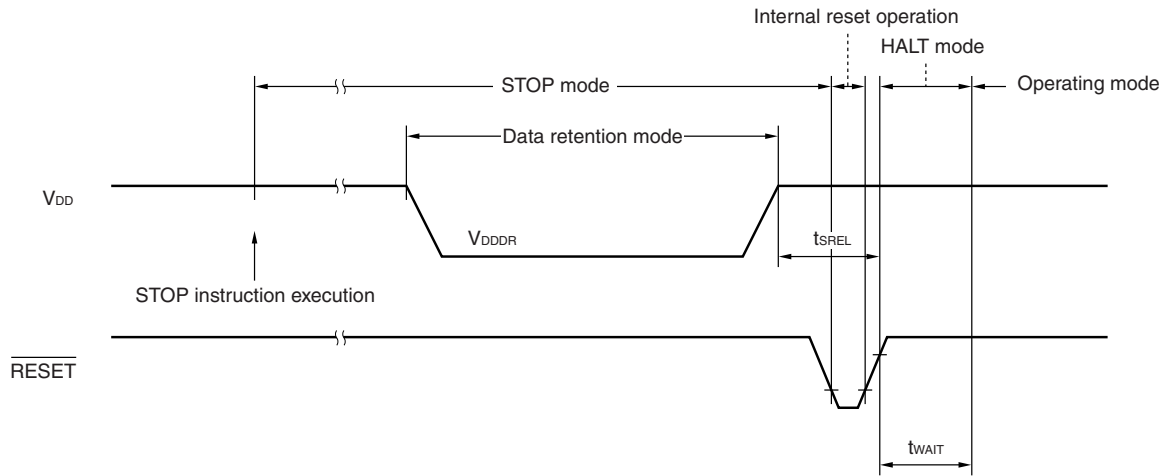 Internal reset operation
HALT mode
STOP mode
Operating mode
Data retention mode
VDD
VDDDR
tSREL
STOP instruction execution
RESET
tWAIT